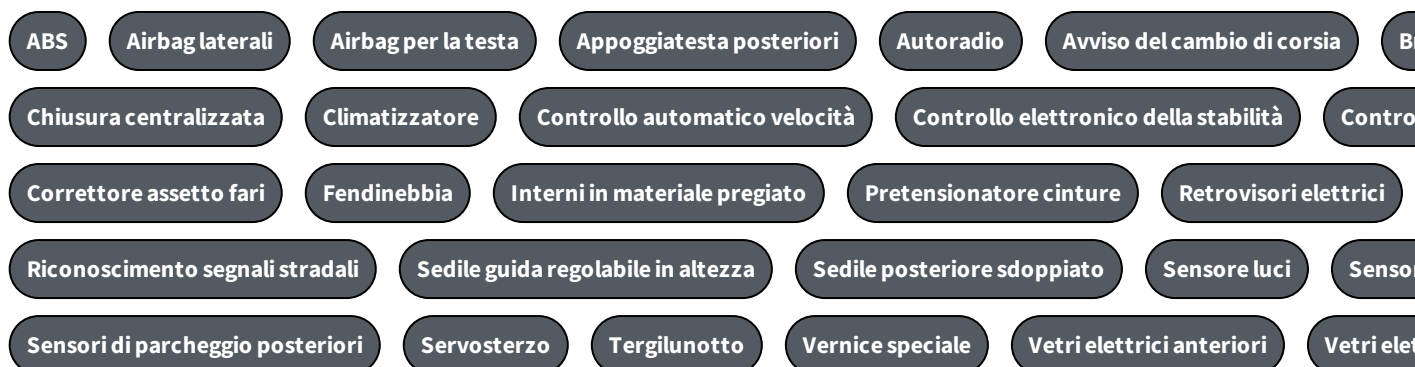 ABS Airbag laterali Airbag per la testa Appoggiatesta posteriori Autoradio Avviso del cambio di corsia
Chiusura centralizzata Climatizzatore Controllo automatico velocità Controllo elettronico della stabilità
Correttore assetto fari Fendinebbia Interni in materiale pregiato Pretensionatore cinture Retrovisori elettrici
Riconoscimento segnali stradali Sedile guida regolabile in altezza Sedile posteriore sdoppiato Sensore luci
Sensori di parcheggio posteriori Servosterzo Tergilunotto Vernice speciale Vetri elettrici anteriori Vetri